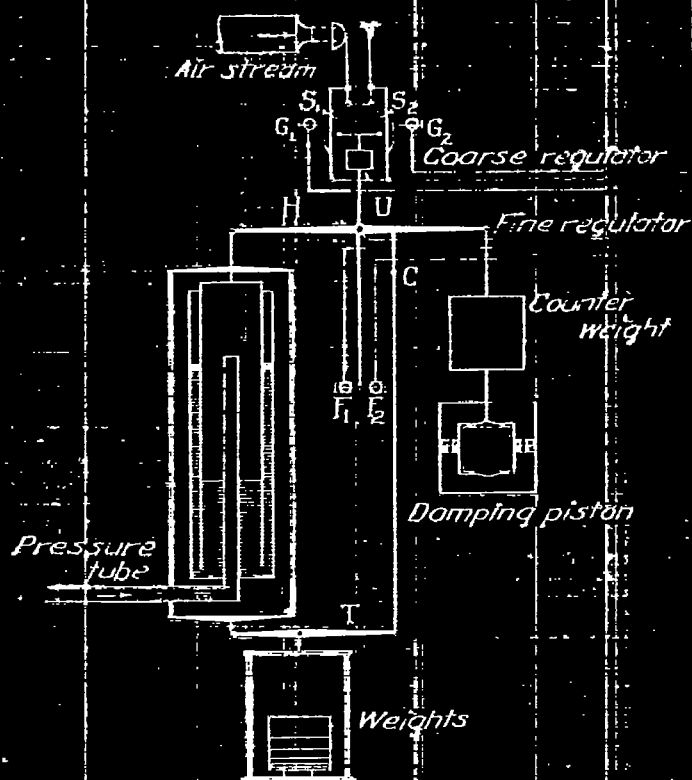 Air stream
S₁ S₂
G₁ G₂
Coarse regulator
H U
Fine regulator
C
Counter
weight
F₁ F₂
Damping piston
Pressure
tube
T
Weights